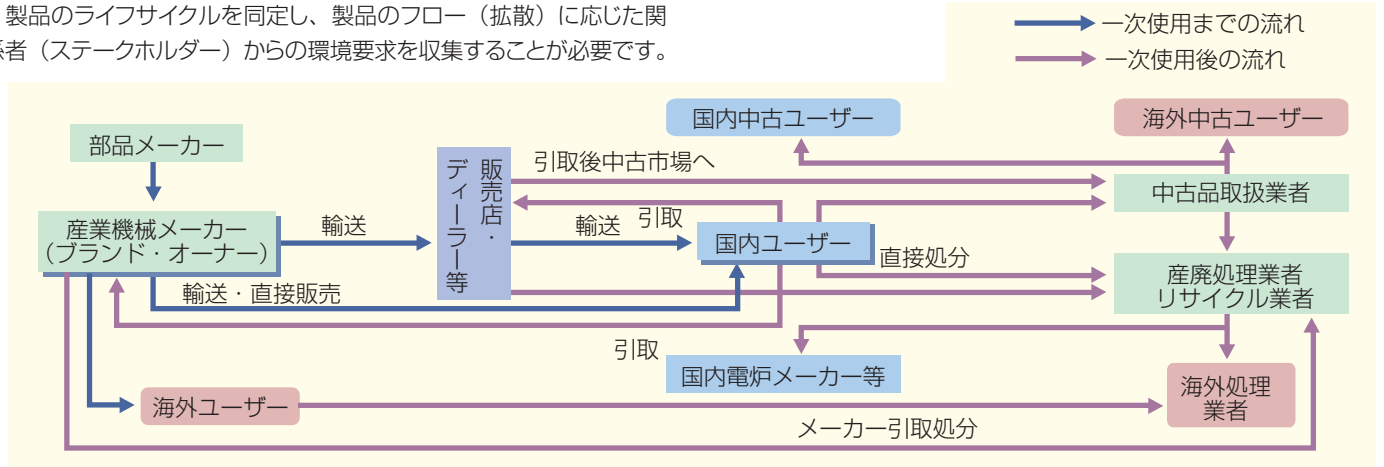 製品のライフサイクルを同定し、製品のフロー（拡散）に応じた関
係者（ステークホルダー）からの環境要求を収集することが必要です。
一次使用までの流れ
一次使用後の流れ
国内中古ユーザー
海外中古ユーザー
部品メーカー
販売店・
ディーラー等
引取後中古市場へ
中古品取扱業者
産業機械メーカー
（ブランド・オーナー）
輸送
輸送
引取
国内ユーザー
直接処分
産廃処理業者
リサイクル業者
輸送・直接販売
引取
国内電炉メーカー等
海外処理
業者
海外ユーザー
メーカー引取処分